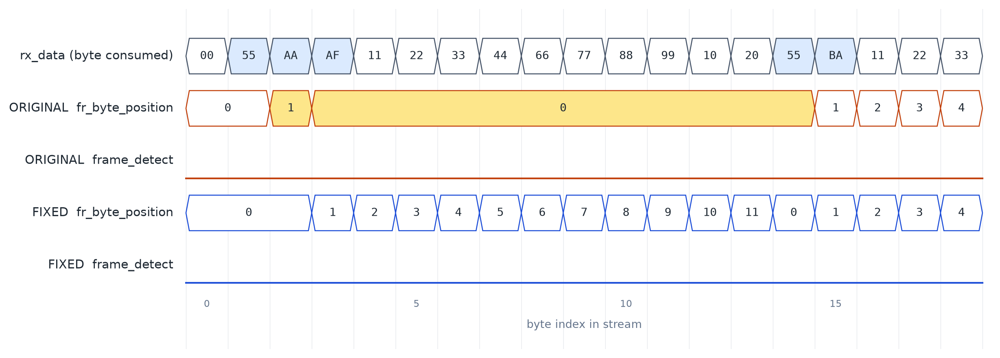 rx_data (byte consumed) 00 55 AA AF 11 22 33 44 66 77 88 99 10 20 55 BA 11 22 33
ORIGINAL fr_byte_position 0 1 0 1 2 3 4
ORIGINAL frame_detect
FIXED fr_byte_position 0 1 2 3 4 5 6 7 8 9 10 11 0 1 2 3 4
FIXED frame_detect
0 5 10 15
byte index in stream